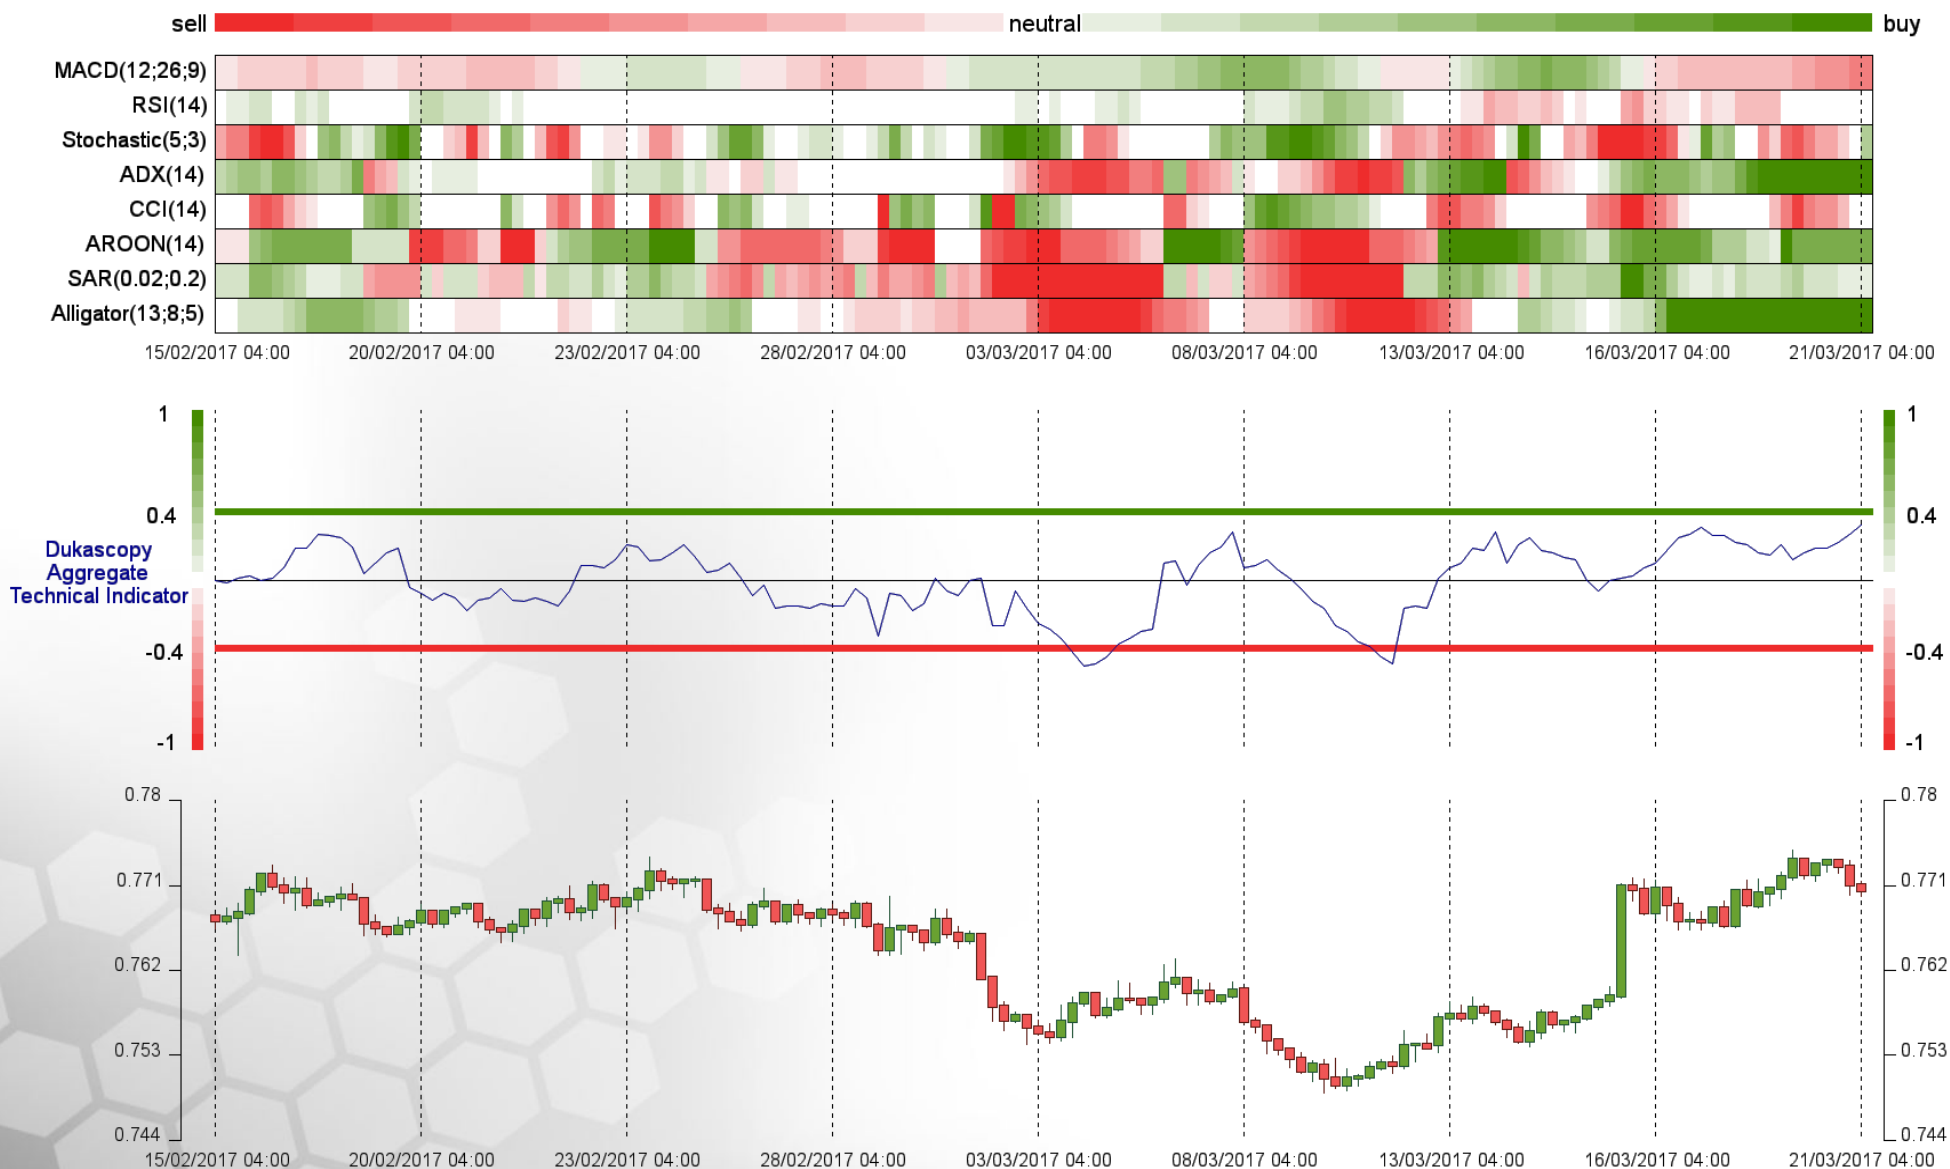 sell neutral buy
MACD(12;26;9)
RSI(14)
Stochastic(5;3)
ADX(14)
CCI(14)
AROON(14)
SAR(0.02;0.2)
Alligator(13;8;5)
15/02/2017 04:00 20/02/2017 04:00 23/02/2017 04:00 28/02/2017 04:00 03/03/2017 04:00 08/03/2017 04:00 13/03/2017 04:00 16/03/2017 04:00 21/03/2017 04:00
1 1
0.4 0.4
Dukascopy
Aggregate
Technical Indicator
-0.4 -0.4
-1 -1
0.78 0.78
0.771 0.771
0.762 0.762
0.753 0.753
0.744 0.744
15/02/2017 04:00 20/02/2017 04:00 23/02/2017 04:00 28/02/2017 04:00 03/03/2017 04:00 08/03/2017 04:00 13/03/2017 04:00 16/03/2017 04:00 21/03/2017 04:00